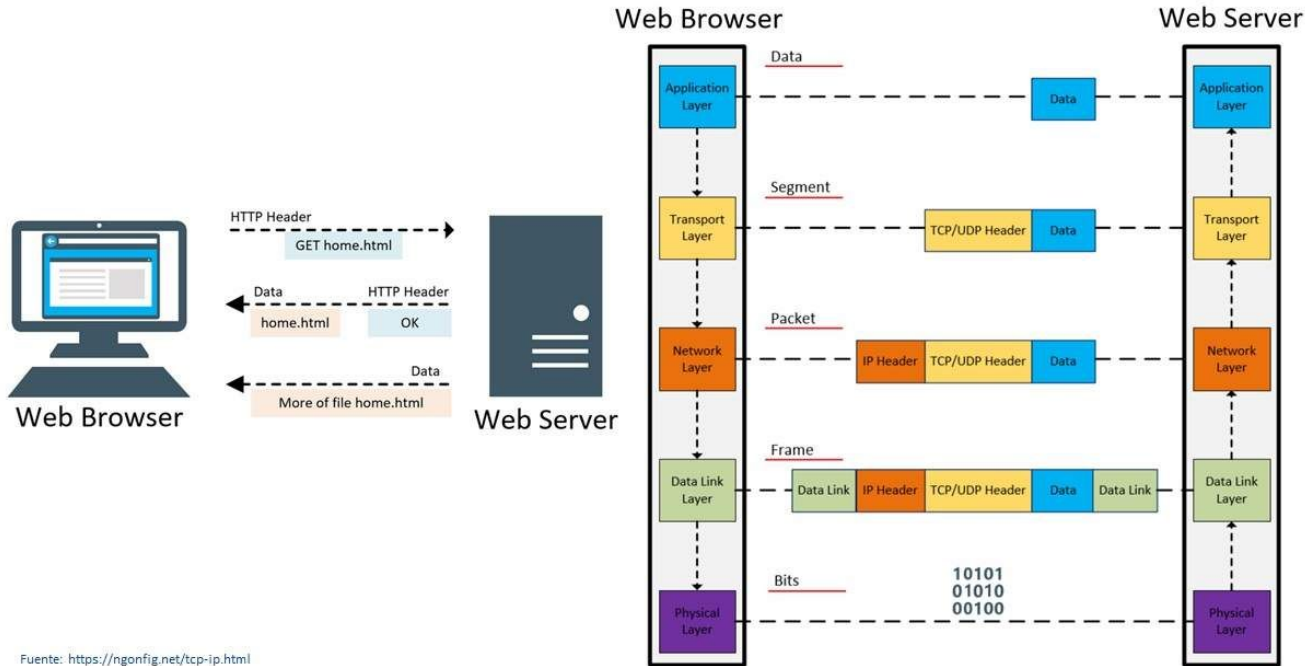 HTTP Header
GET home.html
Data
HTTP Header
home.html
OK
Data
More of file home.html
Web Browser
Web Server
Web Browser
Web Server
Data
Application
Layer
Data
Application
Layer
Segment
Transport
Layer
TCP/UDP Header
Data
Transport
Layer
Packet
Network
Layer
IP Header
TCP/UDP Header
Data
Network
Layer
Frame
Data Link
Layer
Data Link
IP Header
TCP/UDP Header
Data
Data Link
Data Link
Layer
Bits
10101
01010
00100
Physical
Layer
Physical
Layer
Fuente: https://ngonfig.net/tcp-ip.html